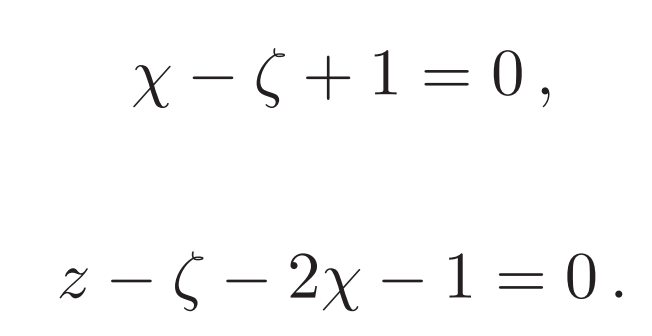 χ − ζ + 1 = 0 ,
z − ζ − 2χ − 1 = 0 .